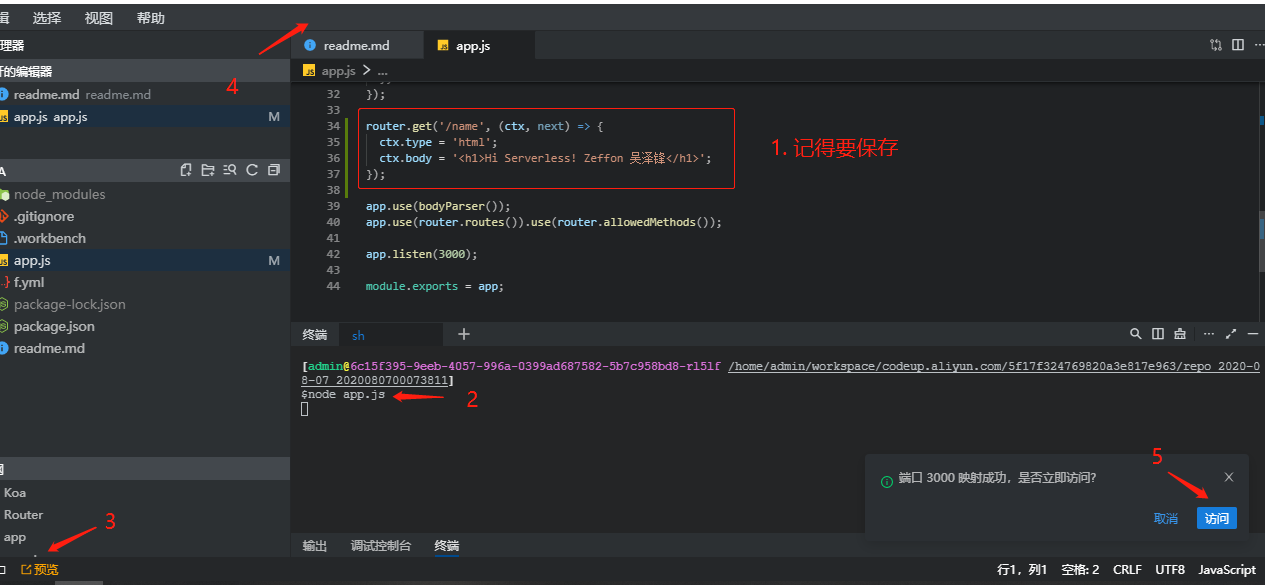 辑 选择 视图 帮助
理器
开的编辑器
readme.md readme.md
app.js app.js M
A
node_modules
.gitignore
.workbench
app.js M
f.yml
package-lock.json
package.json
readme.md
Koa
Router
app
3
预览
4
readme.md app.js
app.js > ...
32 });
33
34 router.get('/name', (ctx, next) => {
35 ctx.type = 'html';
36 ctx.body = '<h1>Hi Serverless! Zeffon 吴泽锋</h1>';
37 });
38
39 app.use(bodyParser());
40 app.use(router.routes()).use(router.allowedMethods());
41
42 app.listen(3000);
43
44 module.exports = app;
1. 记得要保存
终端 sh +
[admin@6c15f395-9eeb-4057-996a-0399ad687582-5b7c958bd8-rl5lf /home/admin/workspace/codeup.aliyun.com/5f17f324769820a3e817e963/repo_2020-0
8-07_2020080700073811]
$node app.js
2
5
端口 3000 映射成功，是否立即访问?
取消 访问
输出 调试控制台 终端
行1，列1 空格: 2 CRLF UTF8 JavaScript